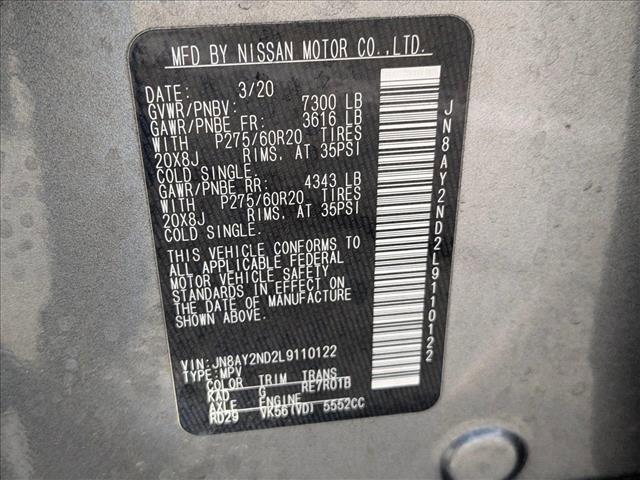 MFD BY NISSAN MOTOR CO.,LTD.
DATE: 3/20
GVWR/PNBV: 7300 LB
GAWR/PNBE FR: 3616 LB
WITH P275/60R20 TIRES
20X8J RIMS, AT 35PSI
COLD SINGLE.
GAWR/PNBE RR: 4343 LB
WITH P275/60R20 TIRES
20X8J RIMS, AT 35PSI
COLD SINGLE.
THIS VEHICLE CONFORMS TO
ALL APPLICABLE FEDERAL
MOTOR VEHICLE SAFETY
STANDARDS IN EFFECT ON
THE DATE OF MANUFACTURE
SHOWN ABOVE.
VIN:JN8AY2ND2L9110122
TYPE:MPV
COLOR TRIM TRANS
KAD G RE7R01B
AXLE ENGINE
RD29 VK56(VD) 5552CC
JN8AY2ND2L9110122